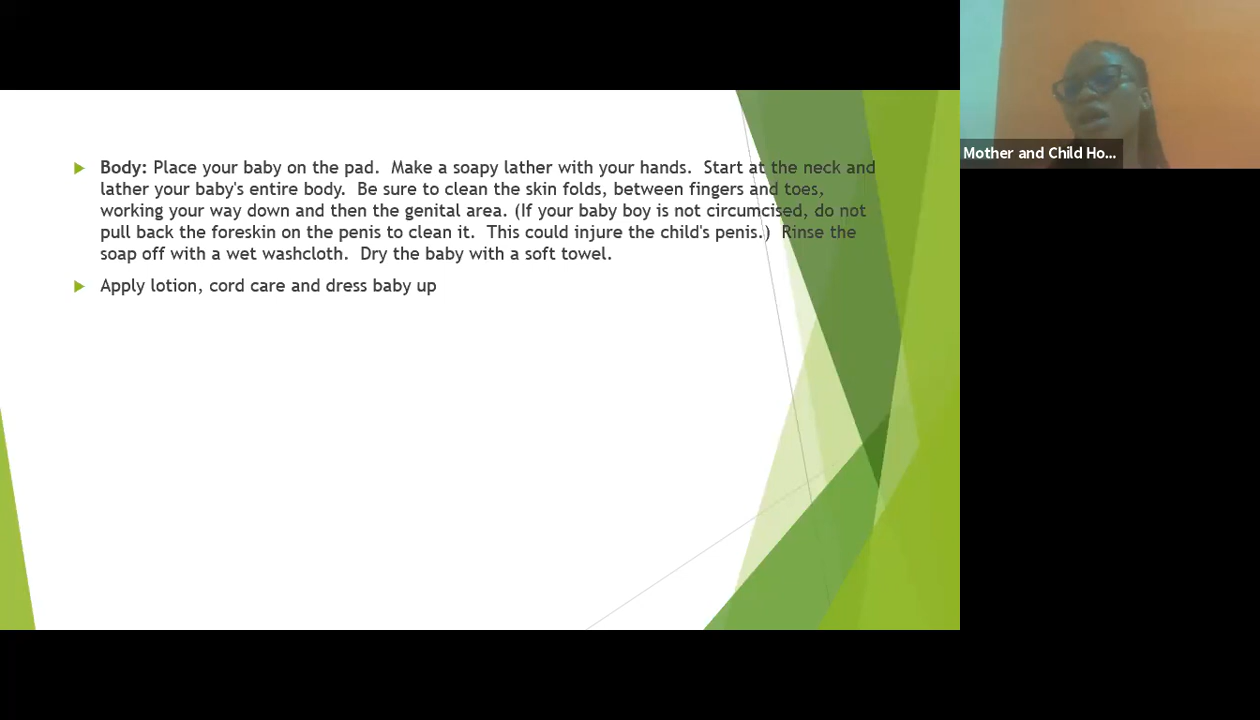 Body: Place your baby on the pad.  Make a soapy lather with your hands.  Start at the neck and
lather your baby's entire body.  Be sure to clean the skin folds, between fingers and toes,
working your way down and then the genital area. (If your baby boy is not circumcised, do not
pull back the foreskin on the penis to clean it.  This could injure the child's penis.)  Rinse the
soap off with a wet washcloth.  Dry the baby with a soft towel.
Apply lotion, cord care and dress baby up
Mother and Child Ho...